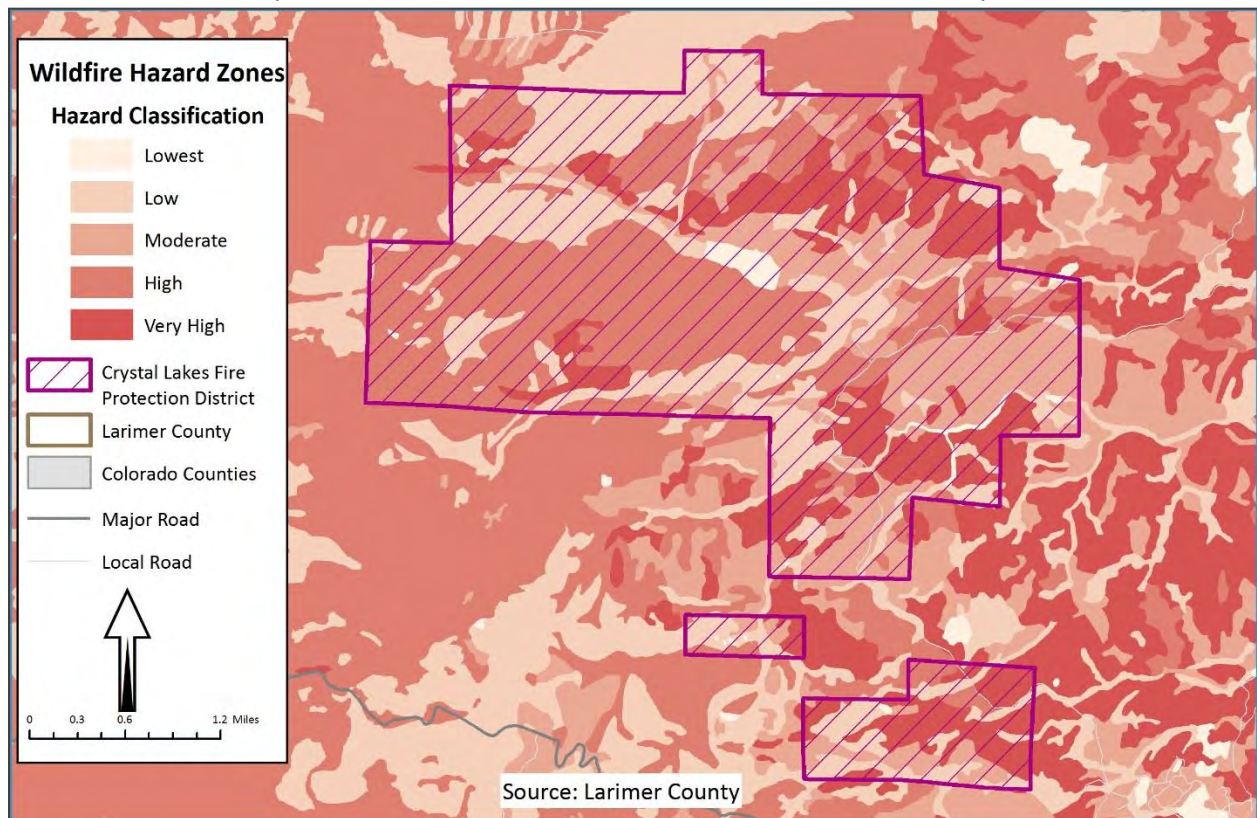 Wildfire Hazard Zones
Hazard Classification
Lowest
Low
Moderate
High
Very High
Crystal Lakes Fire
Protection District
Larimer County
Colorado Counties
Major Road
Local Road
0 0.3 0.6 1.2 Miles
Source: Larimer County